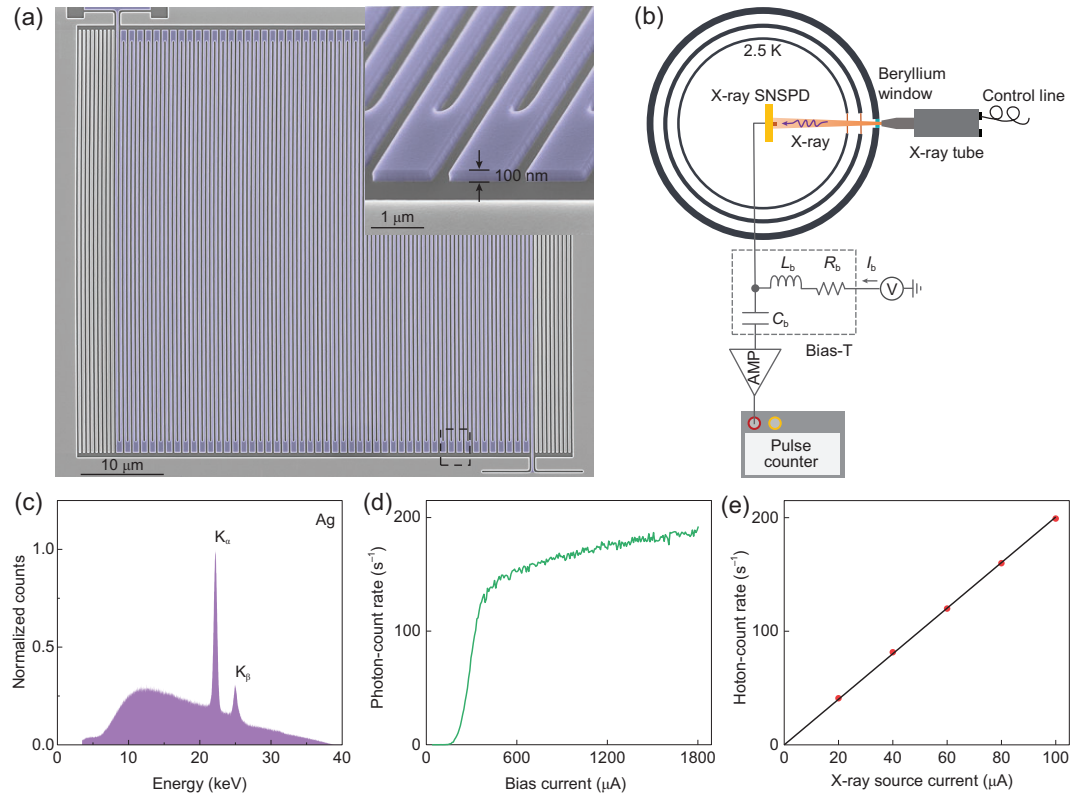 (a)
100 nm
1 μm
10 μm
(b)
2.5 K
X-ray SNSPD
Beryllium
window
Control line
X-ray
X-ray tube
L_b
R_b
I_b
V
C_b
Bias-T
AMP
Pulse
counter
(c)
Ag
K_α
K_β
1.0
0.5
0.0
Normalized counts
0
10
20
30
40
Energy (keV)
(d)
200
100
0
Photon-count rate (s⁻¹)
0
600
1200
1800
Bias current (μA)
(e)
200
100
0
Hoton-count rate (s⁻¹)
0
20
40
60
80
100
X-ray source current (μA)